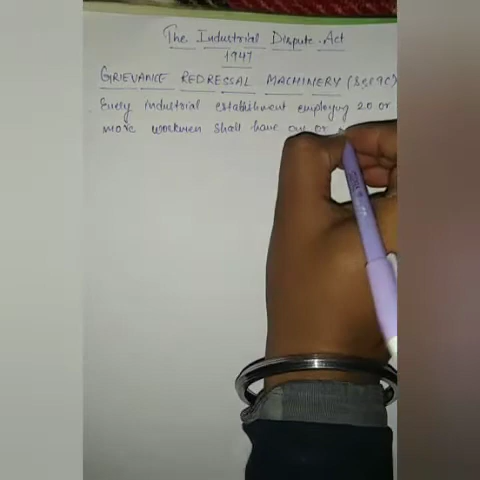 The Industrial Dispute Act
1947
GRIEVANCE REDRESSAL MACHINERY (Sec 9C)
Every industrial establishment employing 20 or
more workmen shall have one or